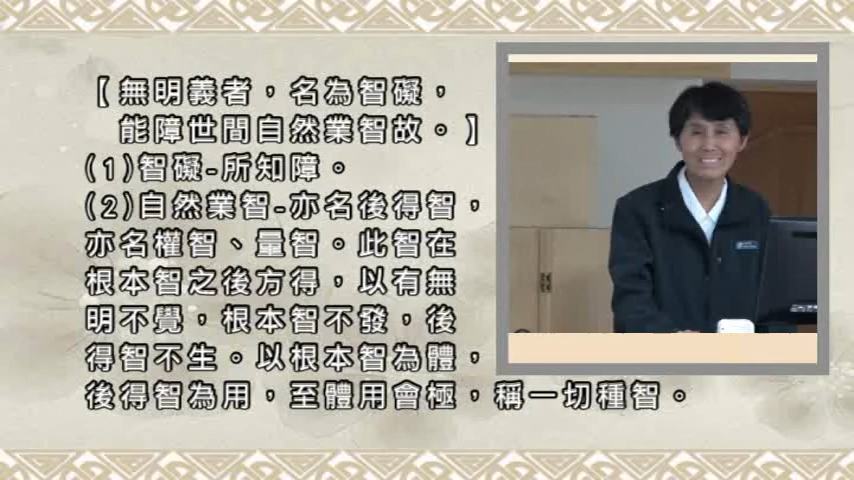 〖無明義者，名為智礙，
能障世間自然業智故。〗
(1)智礙-所知障。
(2)自然業智-亦名後得智，
亦名權智、量智。此智在
根本智之後方得，以有無
明不覺，根本智不發，後
得智不生。以根本智為體，
後得智為用，至體用會極，稱一切種智。